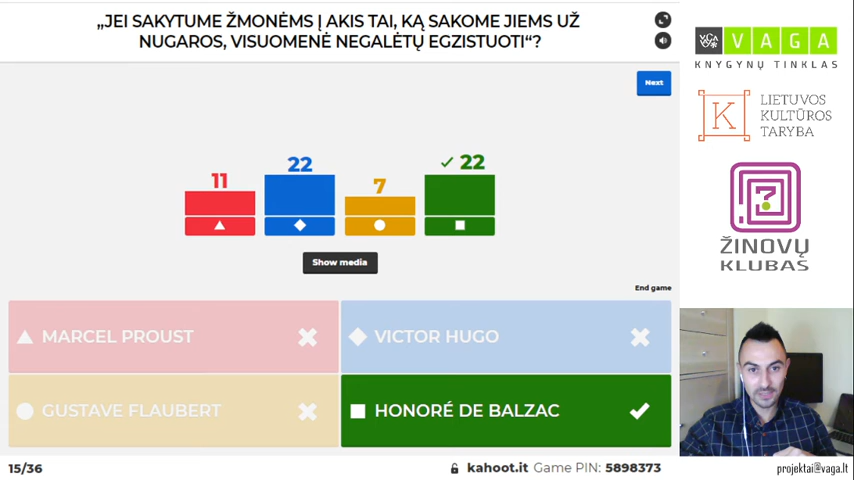 „JEI SAKYTUME ŽMONĖMS Į AKIS TAI, KĄ SAKOME JIEMS UŽ
NUGAROS, VISUOMENĖ NEGALĖTŲ EGZISTUOTI“?
Next
11
22
7
22
Show media
End game
MARCEL PROUST
VICTOR HUGO
GUSTAVE FLAUBERT
HONORÉ DE BALZAC
15/36
kahoot.it Game PIN: 5898373
VAGA
KNYGYNŲ TINKLAS
K
LIETUVOS
KULTŪROS
TARYBA
?
ŽINOVŲ
KLUBAS
projektai@vaga.lt